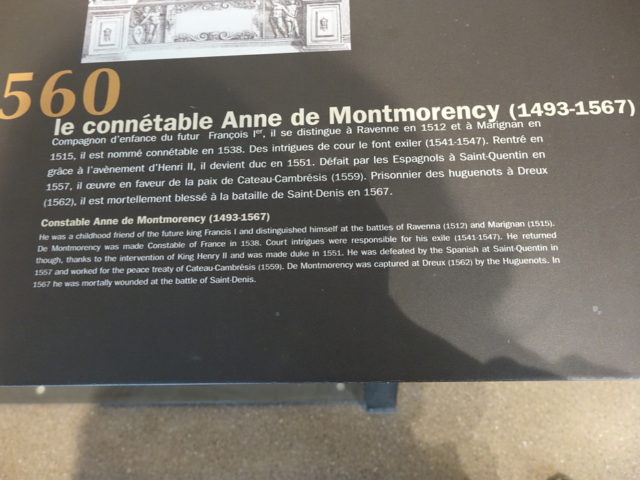 560
le connétable Anne de Montmorency (1493-1567)
Compagnon d'enfance du futur François Ier, il se distingue à Ravenne en 1512 et à Marignan en
1515, il est nommé connétable en 1538. Des intrigues de cour le font exiler (1541-1547). Rentré en
grâce à l'avènement d'Henri II, il devient duc en 1551. Défait par les Espagnols à Saint-Quentin en
1557, il œuvre en faveur de la paix de Cateau-Cambrésis (1559). Prisonnier des huguenots à Dreux
(1562), il est mortellement blessé à la bataille de Saint-Denis en 1567.
Constable Anne de Montmorency (1493-1567)
He was a childhood friend of the future king Francis I and distinguished himself at the battles of Ravenna (1512) and Marignan (1515).
De Montmorency was made Constable of France in 1538. Court intrigues were responsible for his exile (1541-1547). He returned
though, thanks to the intervention of King Henry II and was made duke in 1551. He was defeated by the Spanish at Saint-Quentin in
1557 and worked for the peace treaty of Cateau-Cambrésis (1559). De Montmorency was captured at Dreux (1562) by the Huguenots. In
1567 he was mortally wounded at the battle of Saint-Denis.